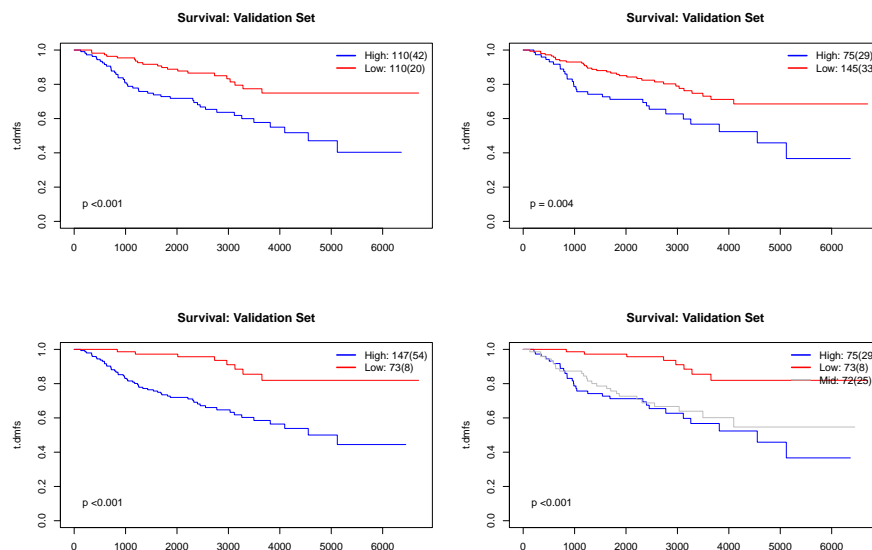 Survival: Validation Set
High: 110(42)
Low: 110(20)
t.dmfs
1.0
0.8
0.6
0.4
0.2
0.0
p <0.001
0 1000 2000 3000 4000 5000 6000
Survival: Validation Set
High: 75(29)
Low: 145(33
t.dmfs
1.0
0.8
0.6
0.4
0.2
0.0
p = 0.004
0 1000 2000 3000 4000 5000 6000
Survival: Validation Set
High: 147(54)
Low: 73(8)
t.dmfs
1.0
0.8
0.6
0.4
0.2
0.0
p <0.001
0 1000 2000 3000 4000 5000 6000
Survival: Validation Set
High: 75(29
Low: 73(8)
Mid: 72(25)
t.dmfs
1.0
0.8
0.6
0.4
0.2
0.0
p <0.001
0 1000 2000 3000 4000 5000 6000